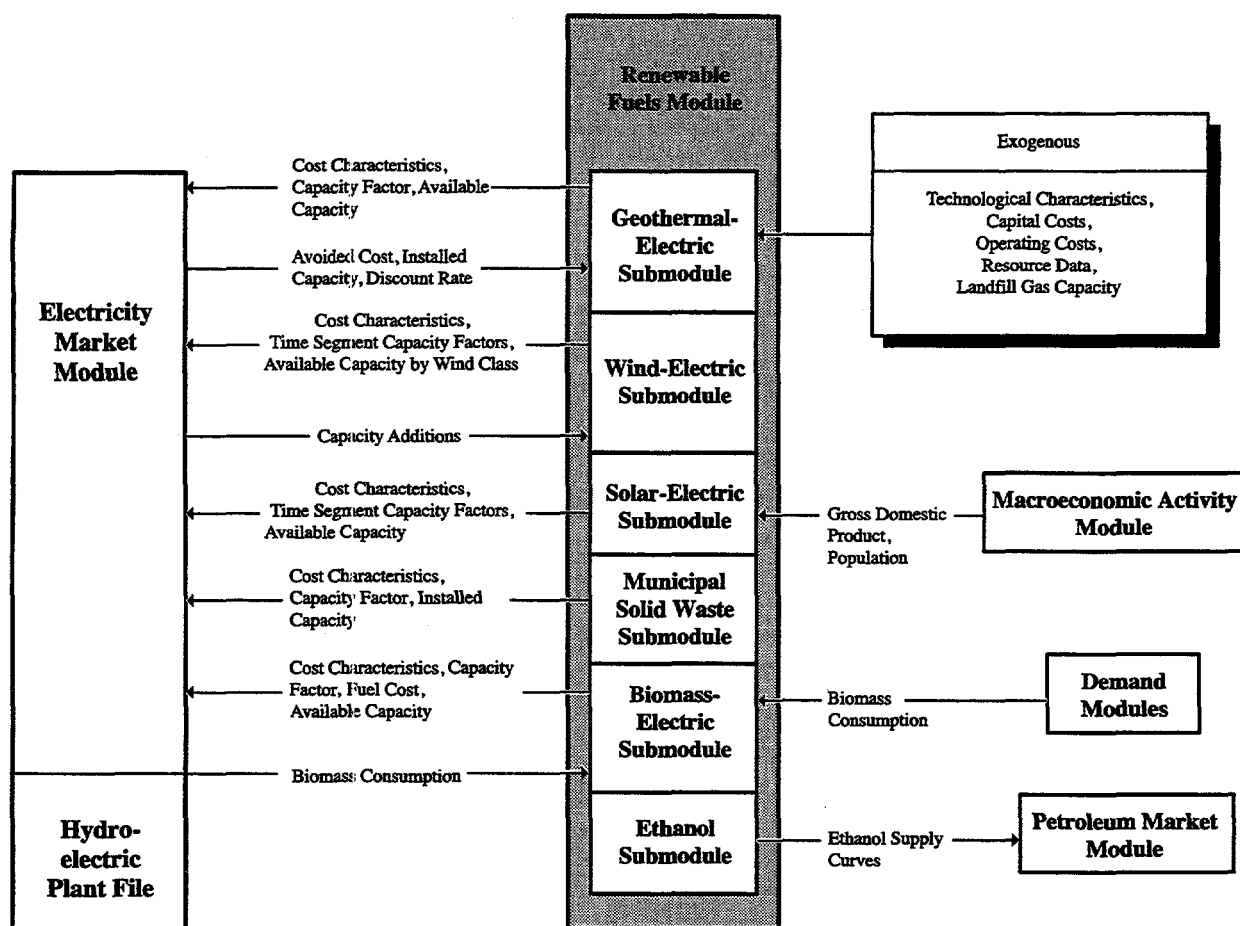 Renewable
Fuels Module
Exogenous
Technological Characteristics,
Capital Costs,
Operating Costs,
Resource Data,
Landfill Gas Capacity
Cost Characteristics,
Capacity Factor, Available
Capacity
Geothermal-
Electric
Submodule
Avoided Cost, Installed
Capacity, Discount Rate
Electricity
Market
Module
Cost Characteristics,
Time Segment Capacity Factors,
Available Capacity by Wind Class
Wind-Electric
Submodule
Capacity Additions
Cost Characteristics,
Time Segment Capacity Factors,
Available Capacity
Solar-Electric
Submodule
Gross Domestic
Product,
Population
Macroeconomic Activity
Module
Cost Characteristics,
Capacity Factor, Installed
Capacity
Municipal
Solid Waste
Submodule
Cost Characteristics, Capacity
Factor, Fuel Cost,
Available Capacity
Biomass-
Electric
Submodule
Biomass
Consumption
Demand
Modules
Biomass Consumption
Hydro-
electric
Plant File
Ethanol
Submodule
Ethanol Supply
Curves
Petroleum Market
Module